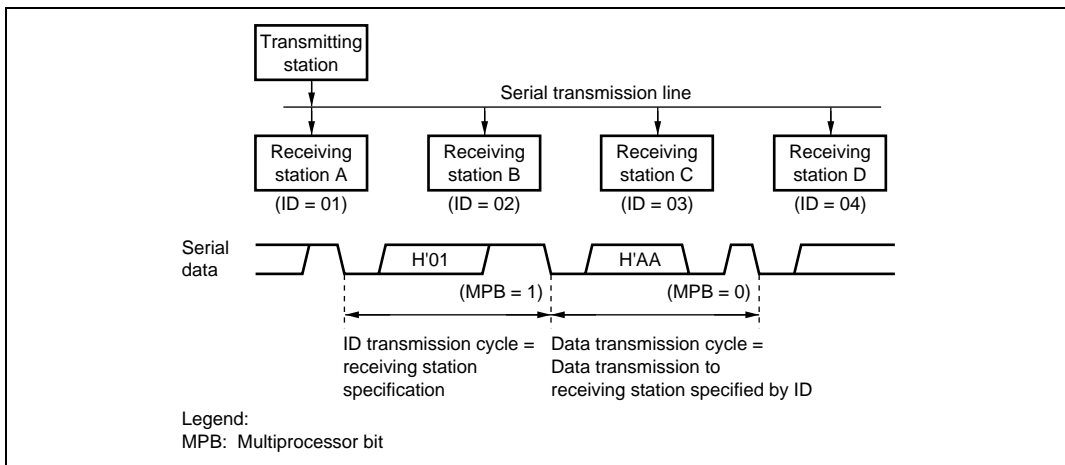 Transmitting
station
Serial transmission line
Receiving
station A
Receiving
station B
Receiving
station C
Receiving
station D
(ID = 01)
(ID = 02)
(ID = 03)
(ID = 04)
Serial
data
H'01
H'AA
(MPB = 1)
(MPB = 0)
ID transmission cycle =
receiving station
specification
Data transmission cycle =
Data transmission to
receiving station specified by ID
Legend:
MPB: Multiprocessor bit